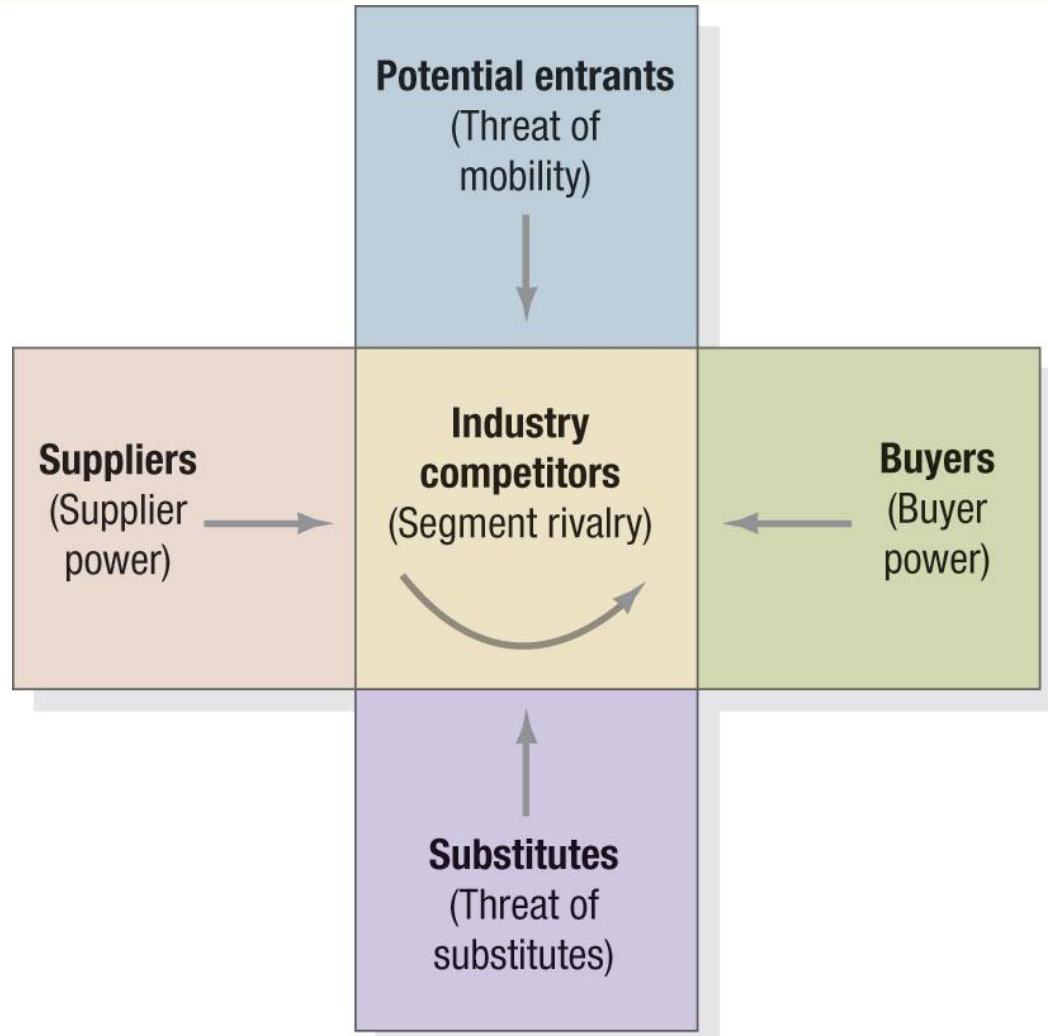 Potential entrants
(Threat of
mobility)
Suppliers
(Supplier
power)
Industry
competitors
(Segment rivalry)
Buyers
(Buyer
power)
Substitutes
(Threat of
substitutes)